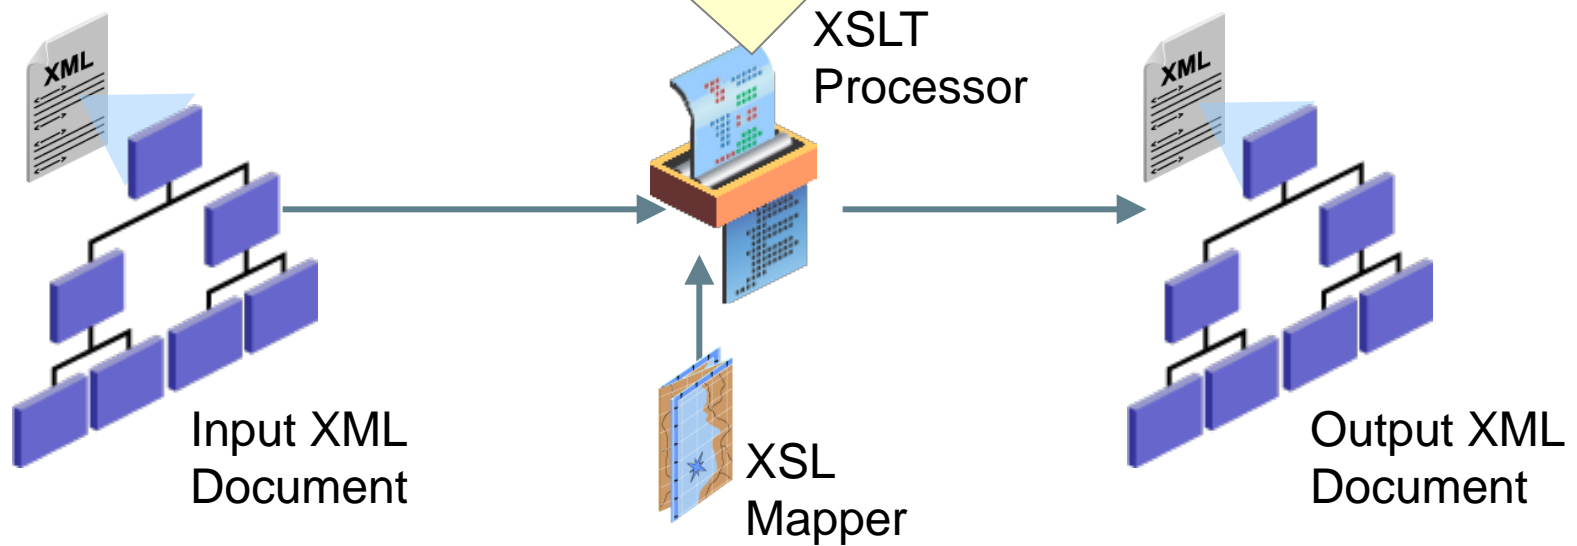 XML
XSLT
Processor
XML
Input XML
Document
XSL
Mapper
Output XML
Document